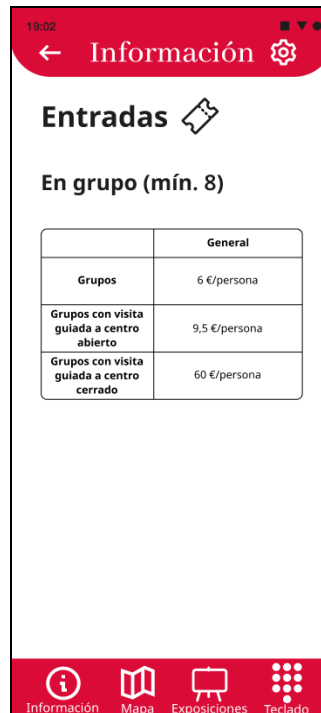 19:02
Información
Entradas
En grupo (mín. 8)
General
Grupos
6 €/persona
Grupos con visita
guiada a centro
abierto
9,5 €/persona
Grupos con visita
guiada a centro
cerrado
60 €/persona
Información
Mapa
Exposiciones
Teclado